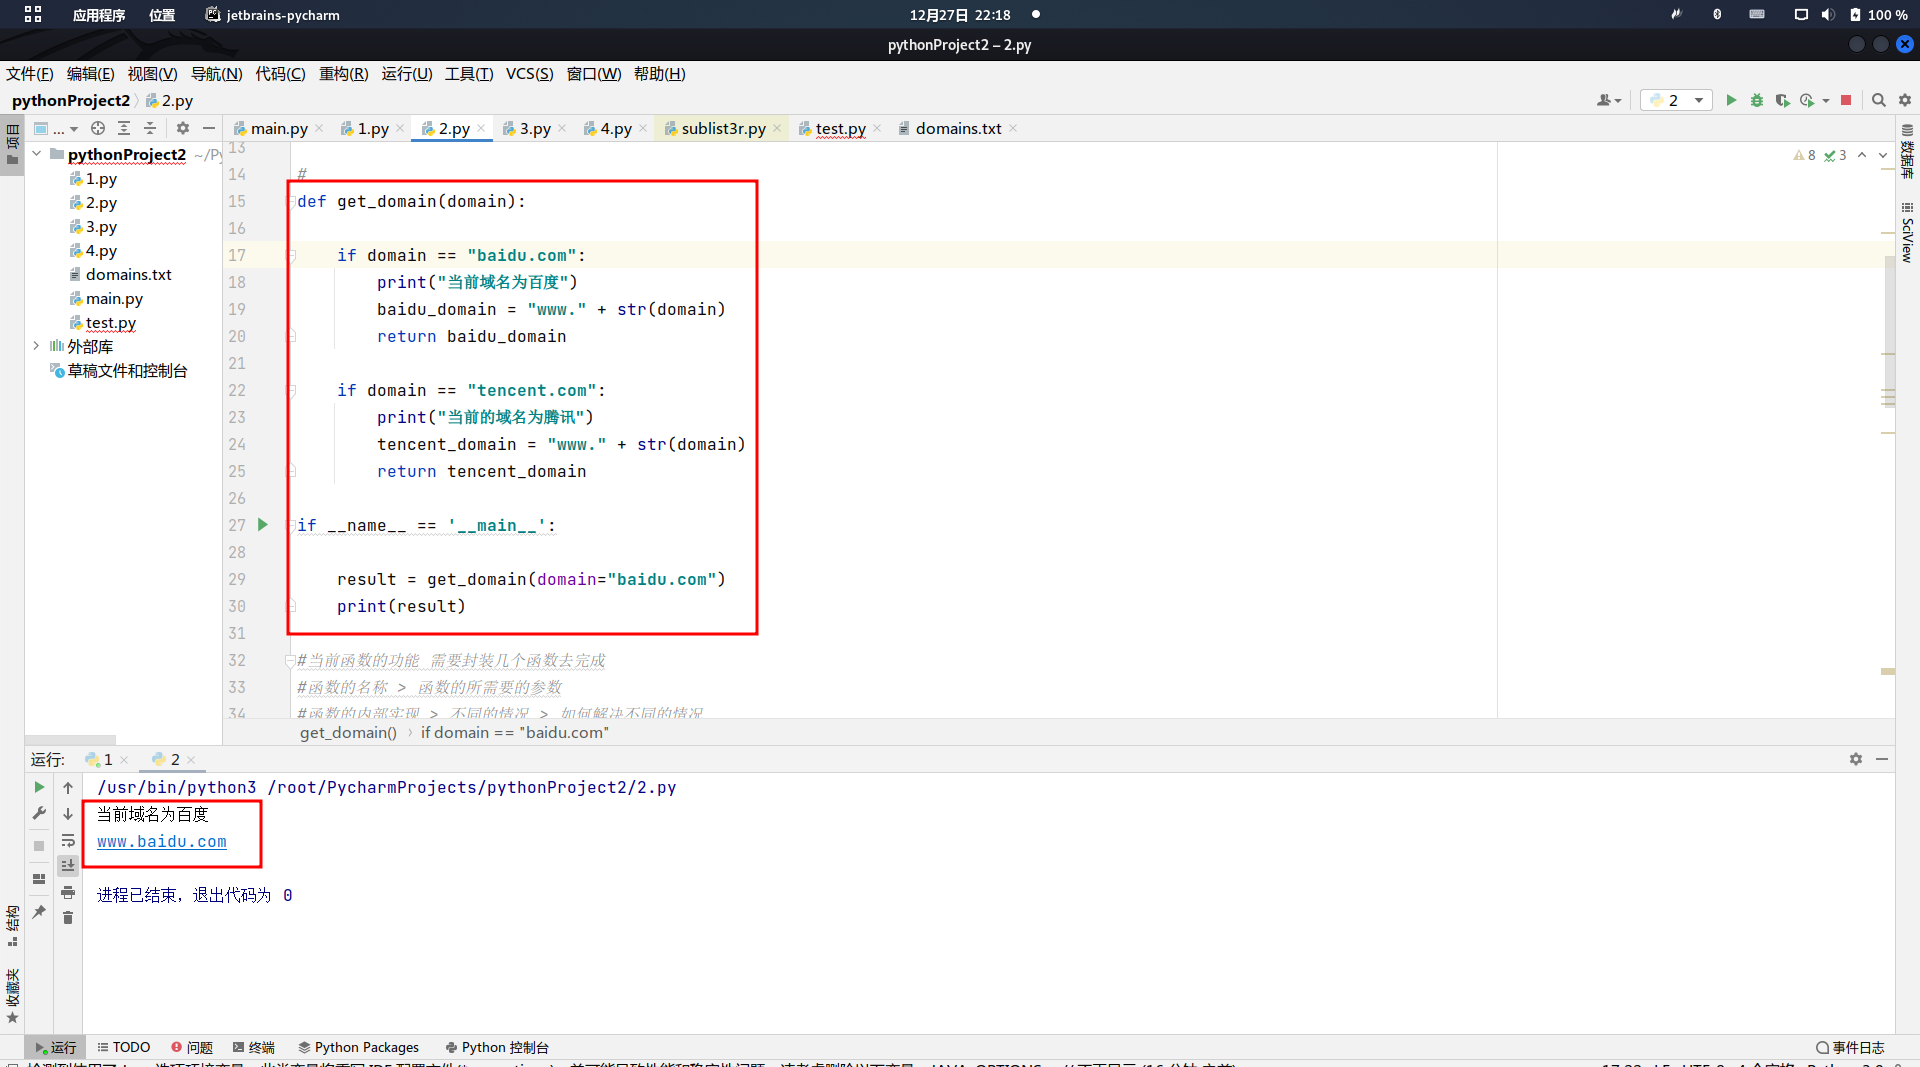 应用程序 位置 jetbrains-pycharm 12月27日 22:18 100 %
pythonProject2 – 2.py
文件(F) 编辑(E) 视图(V) 导航(N) 代码(C) 重构(R) 运行(U) 工具(T) VCS(S) 窗口(W) 帮助(H)
pythonProject2 2.py 2
... main.py 1.py 2.py 3.py 4.py sublist3r.py test.py domains.txt
项目
pythonProject2 ~/Py
1.py
2.py
3.py
4.py
domains.txt
main.py
test.py
外部库
草稿文件和控制台
8 3
数据库
SciView
13
14 #
15 def get_domain(domain):
16
17 if domain == "baidu.com":
18 print("当前域名为百度")
19 baidu_domain = "www." + str(domain)
20 return baidu_domain
21
22 if domain == "tencent.com":
23 print("当前的域名为腾讯")
24 tencent_domain = "www." + str(domain)
25 return tencent_domain
26
27 if __name__ == '__main__':
28
29 result = get_domain(domain="baidu.com")
30 print(result)
31
32 #当前函数的功能 需要封装几个函数去完成
33 #函数的名称 > 函数的所需要的参数
34 #函数的内部实现 > 不同的情况 > 如何解决不同的情况
get_domain() › if domain == "baidu.com"
运行: 1 2
/usr/bin/python3 /root/PycharmProjects/pythonProject2/2.py
当前域名为百度
www.baidu.com
进程已结束，退出代码为 0
结构
收藏夹
运行 TODO 问题 终端 Python Packages Python 控制台 事件日志